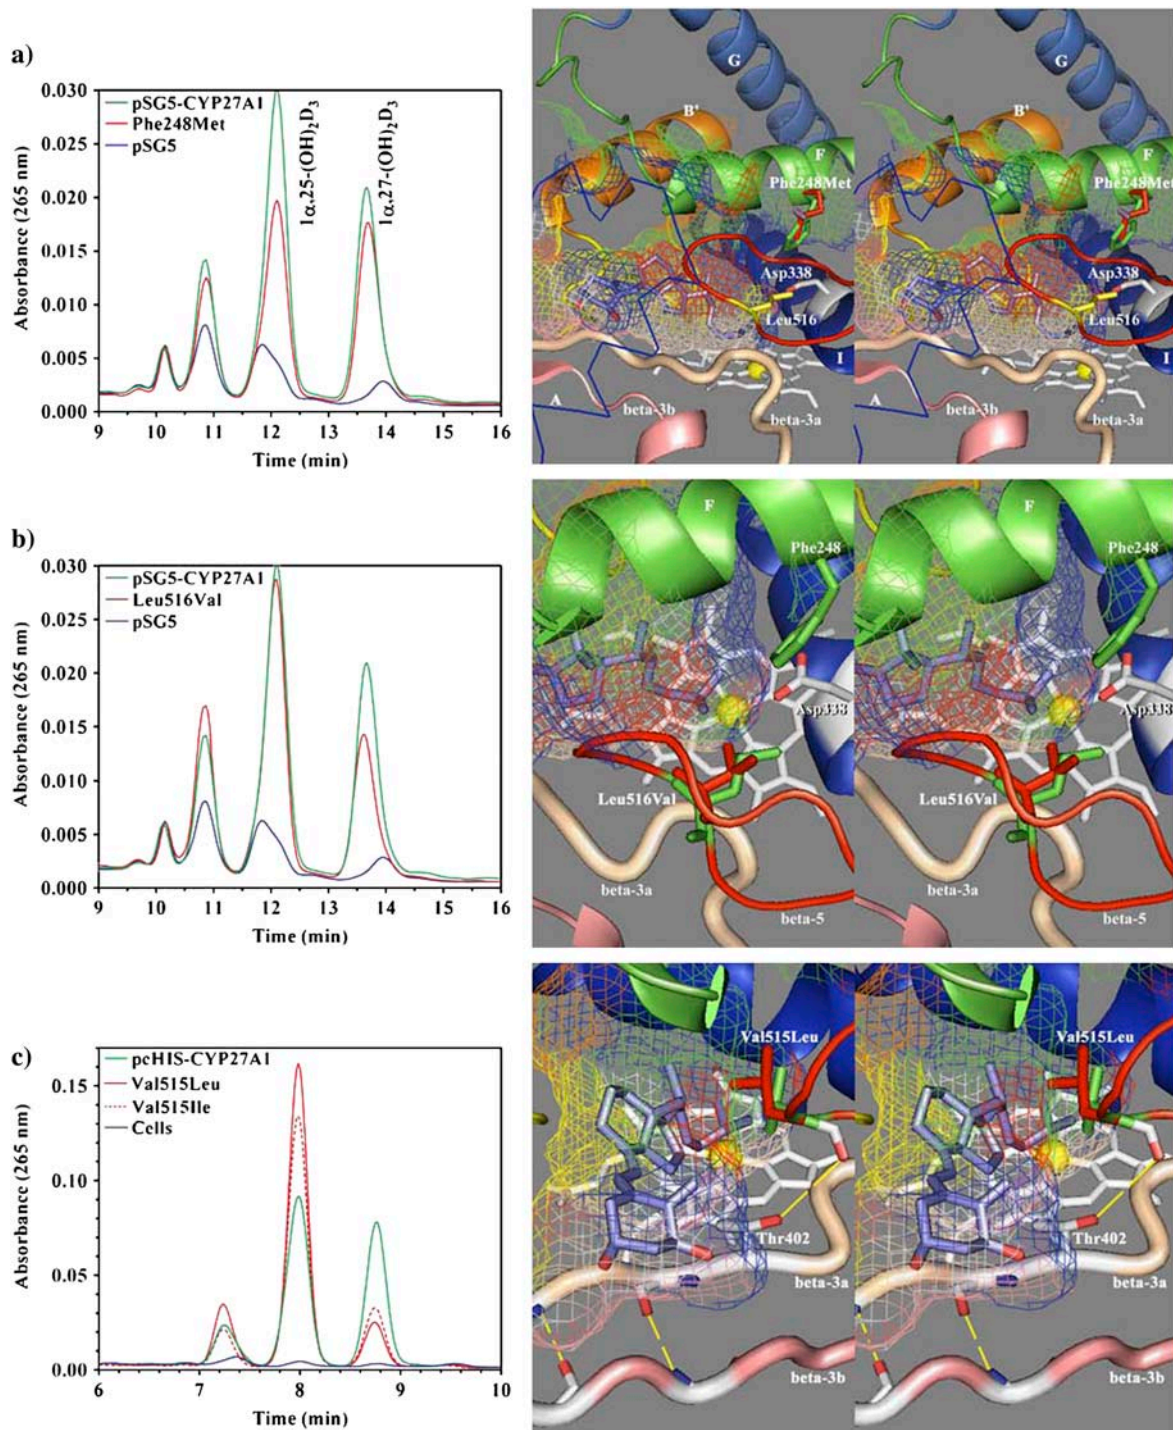 a)
pSG5-CYP27A1
Phe248Met
pSG5
1α,25-(OH)₂D₃
1α,27-(OH)₂D₃
0.030
0.025
0.020
0.015
0.010
0.005
0.000
Absorbance (265 nm)
9 10 11 12 13 14 15 16
Time (min)
G
B'
F
Phe248Met
Asp338
Leu516
I
A
beta-3b
beta-3a
G
B'
F
Phe248Met
Asp338
Leu516
I
A
beta-3b
beta-3a
b)
pSG5-CYP27A1
Leu516Val
pSG5
0.030
0.025
0.020
0.015
0.010
0.005
0.000
Absorbance (265 nm)
9 10 11 12 13 14 15 16
Time (min)
F
Phe248
Asp338
Leu516Val
beta-3a
beta-5
F
Phe248
Asp338
Leu516Val
beta-3a
beta-5
c)
pcHIS-CYP27A1
Val515Leu
Val515Ile
Cells
0.15
0.10
0.05
0.00
Absorbance (265 nm)
6 7 8 9 10
Time (min)
Val515Leu
Thr402
beta-3a
beta-3b
Val515Leu
Thr402
beta-3a
beta-3b